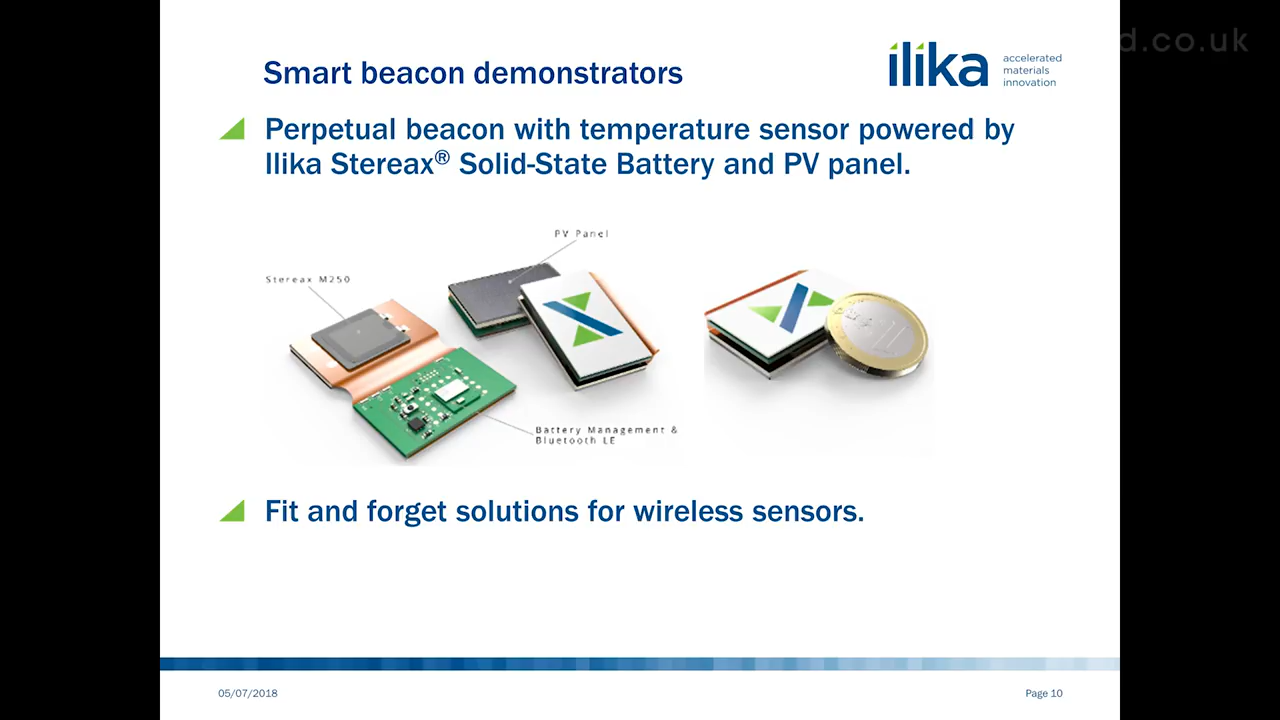 d.co.uk
Smart beacon demonstrators
ilika
accelerated
materials
innovation
Perpetual beacon with temperature sensor powered by
Ilika Stereax® Solid-State Battery and PV panel.
PV Panel
Stereax M250
Battery Management &
Bluetooth LE
Fit and forget solutions for wireless sensors.
05/07/2018
Page 10